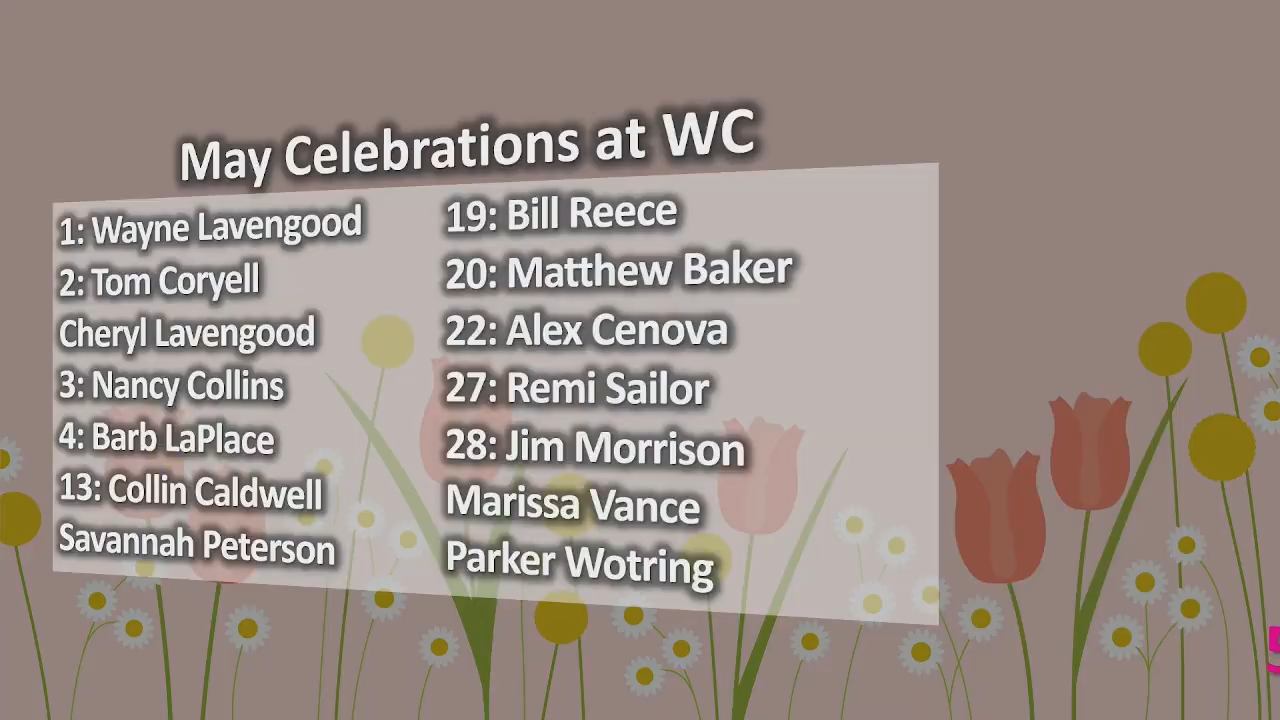 May Celebrations at WC
1: Wayne Lavengood
2: Tom Coryell
Cheryl Lavengood
3: Nancy Collins
4: Barb LaPlace
13: Collin Caldwell
Savannah Peterson
19: Bill Reece
20: Matthew Baker
22: Alex Cenova
27: Remi Sailor
28: Jim Morrison
Marissa Vance
Parker Wotring